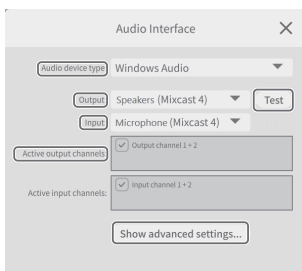 Audio Interface
Audio device type Windows Audio
Output Speakers (Mixcast 4) Test
Input Microphone (Mixcast 4)
Active output channels Output channel 1 + 2
Active input channels: Input channel 1 + 2
Show advanced settings...